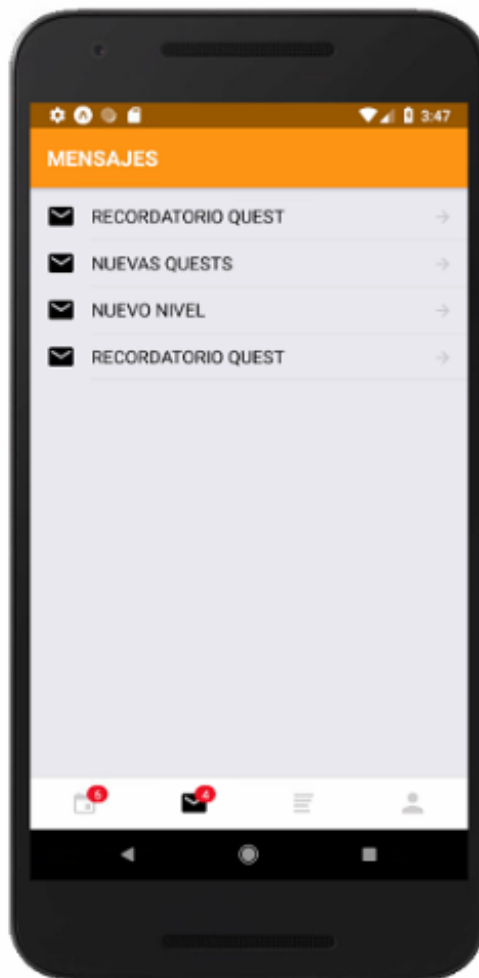 3:47
MENSAJES
RECORDATORIO QUEST
NUEVAS QUESTS
NUEVO NIVEL
RECORDATORIO QUEST
6 4